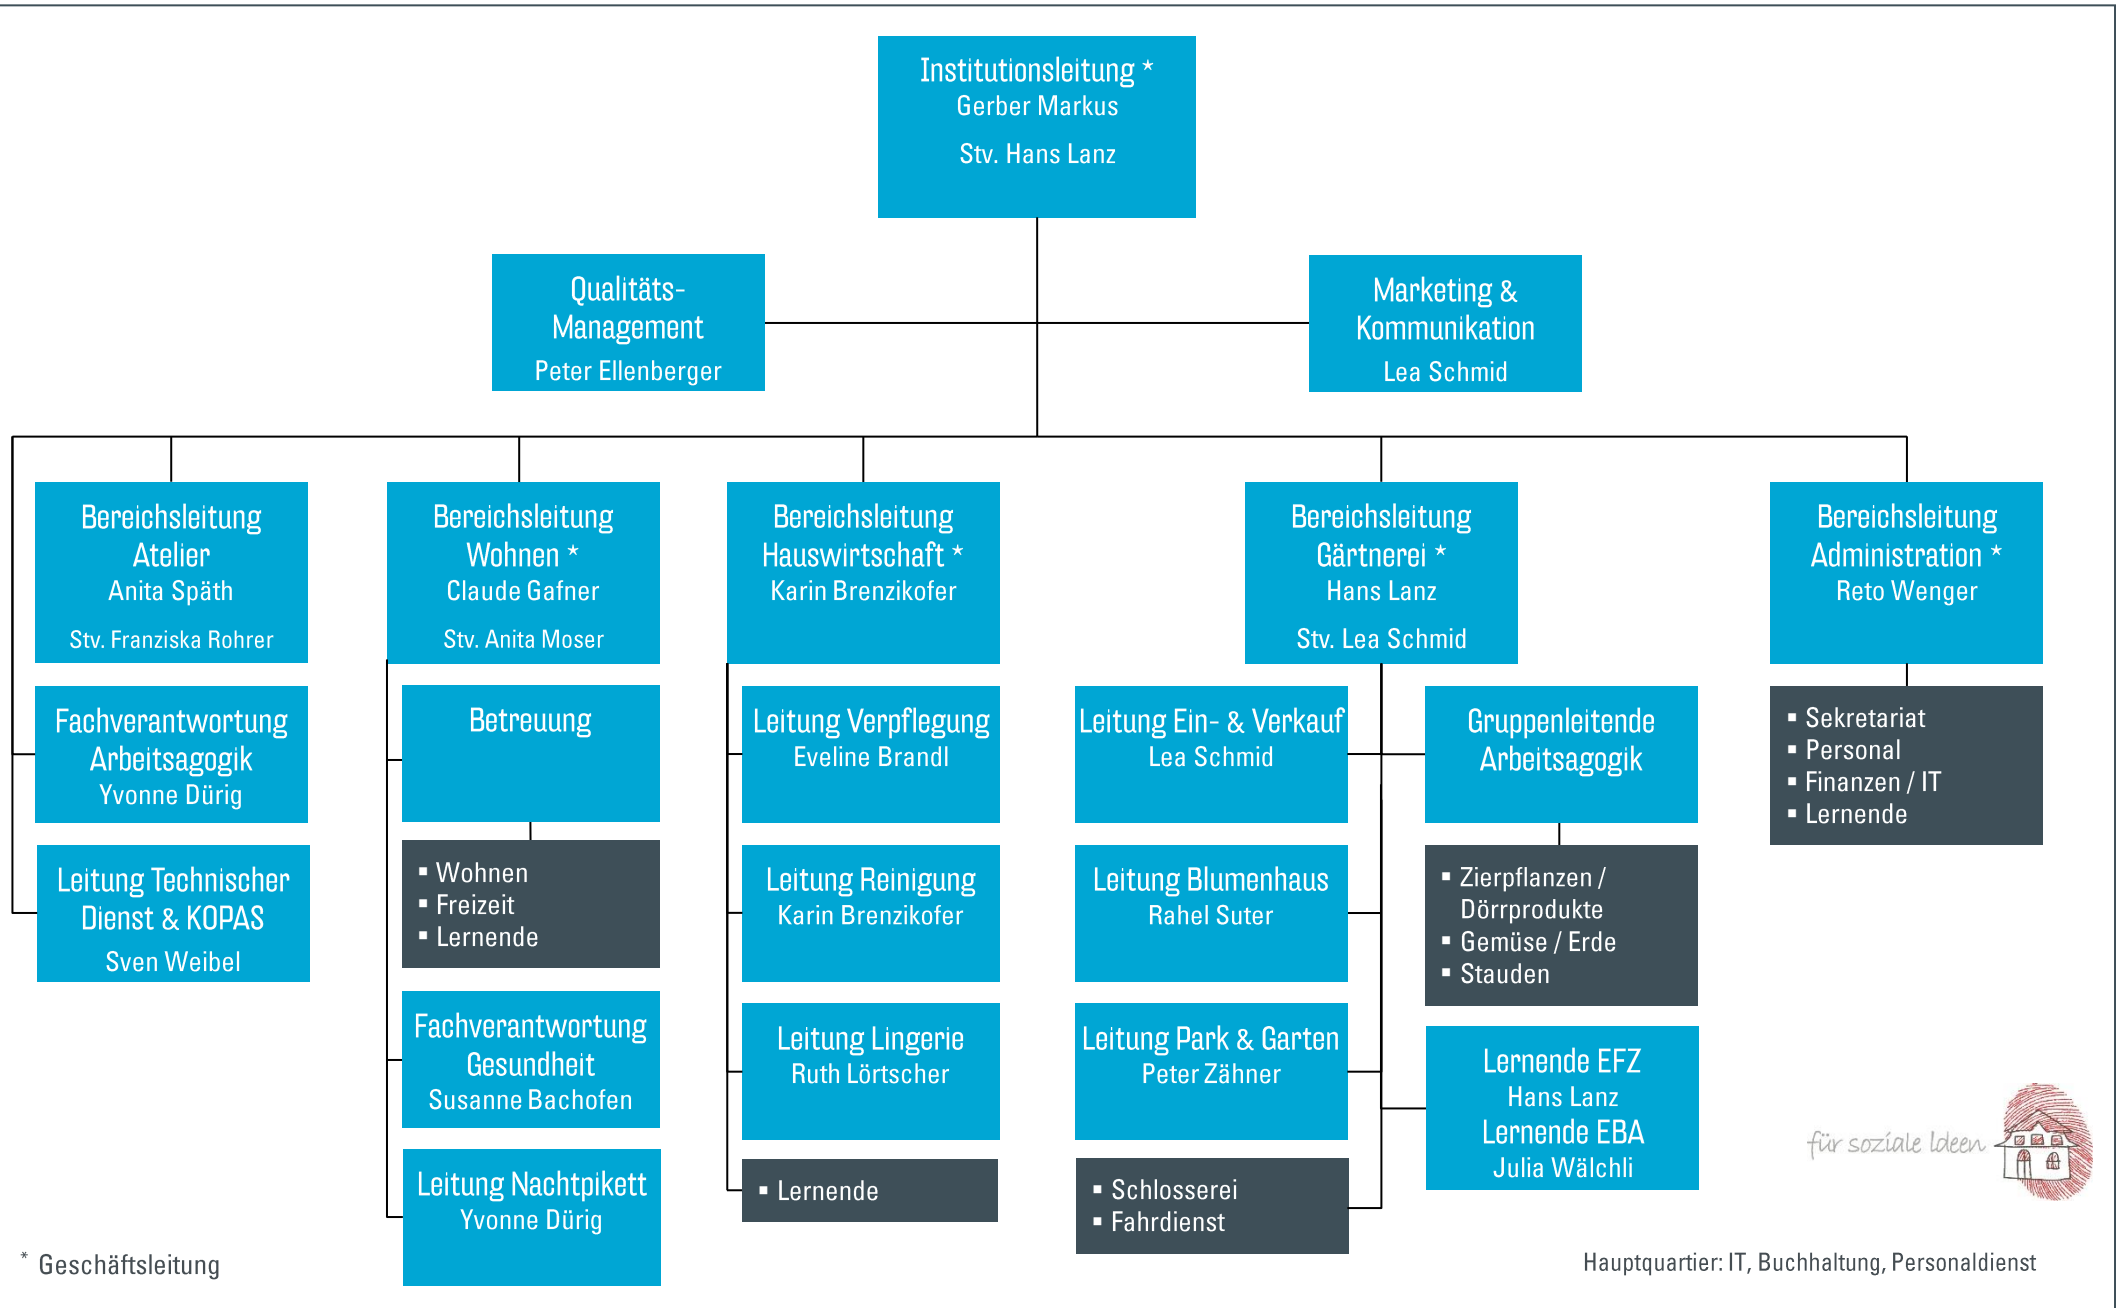 Institutionsleitung *
Gerber Markus
Stv. Hans Lanz
Qualitäts-
Management
Peter Ellenberger
Marketing &
Kommunikation
Lea Schmid
Bereichsleitung
Atelier
Anita Späth
Stv. Franziska Rohrer
Fachverantwortung
Arbeitsagogik
Yvonne Dürig
Leitung Technischer
Dienst & KOPAS
Sven Weibel
Bereichsleitung
Wohnen *
Claude Gafner
Stv. Anita Moser
Betreuung
▪ Wohnen
▪ Freizeit
▪ Lernende
Fachverantwortung
Gesundheit
Susanne Bachofen
Leitung Nachtpikett
Yvonne Dürig
Bereichsleitung
Hauswirtschaft *
Karin Brenzikofer
Leitung Verpflegung
Eveline Brandl
Leitung Reinigung
Karin Brenzikofer
Leitung Lingerie
Ruth Lörtscher
▪ Lernende
Bereichsleitung
Gärtnerei *
Hans Lanz
Stv. Lea Schmid
Leitung Ein- & Verkauf
Lea Schmid
Leitung Blumenhaus
Rahel Suter
Leitung Park & Garten
Peter Zähner
▪ Schlosserei
▪ Fahrdienst
Gruppenleitende
Arbeitsagogik
▪ Zierpflanzen /
Dörrprodukte
▪ Gemüse / Erde
▪ Stauden
Lernende EFZ
Hans Lanz
Lernende EBA
Julia Wälchli
Bereichsleitung
Administration *
Reto Wenger
▪ Sekretariat
▪ Personal
▪ Finanzen / IT
▪ Lernende
für soziale Ideen
* Geschäftsleitung
Hauptquartier: IT, Buchhaltung, Personaldienst